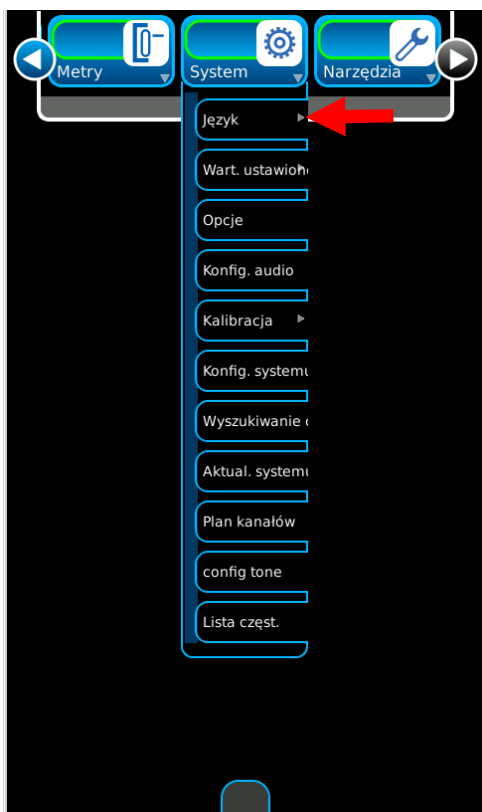 Metry
System
Narzędzia
Język
Wart. ustawion
Opcje
Konfig. audio
Kalibracja
Konfig. systemu
Wyszukiwanie
Aktual. systemu
Plan kanałów
config tone
Lista częst.